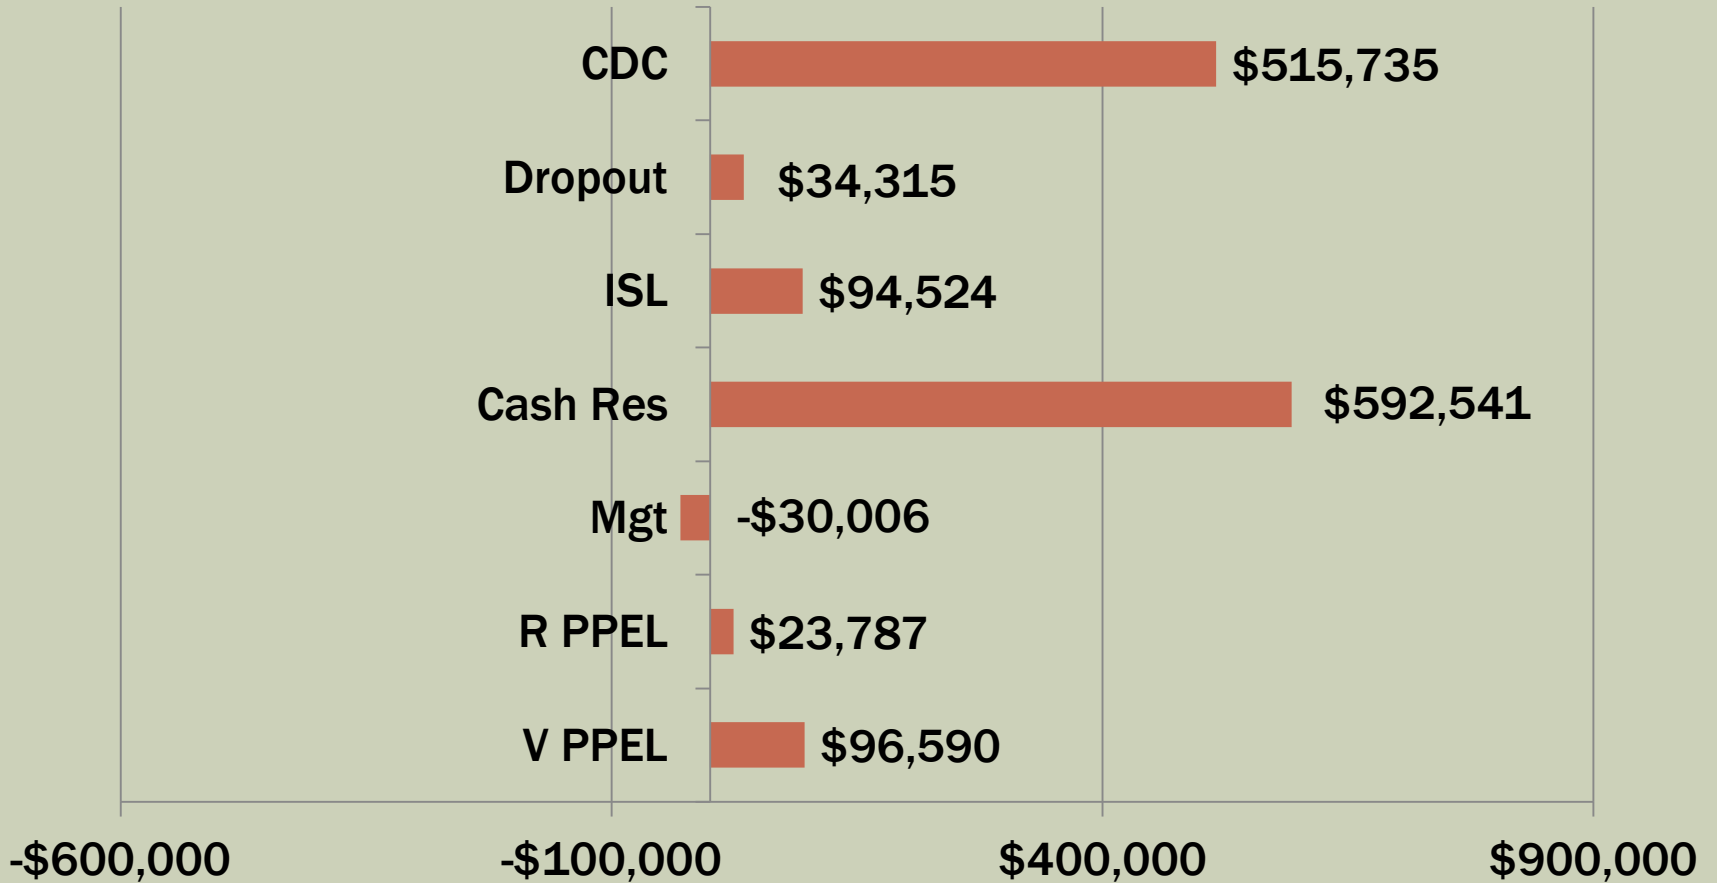 CDC $515,735
Dropout $34,315
ISL $94,524
Cash Res $592,541
Mgt -$30,006
R PPEL $23,787
V PPEL $96,590
-$600,000 -$100,000 $400,000 $900,000